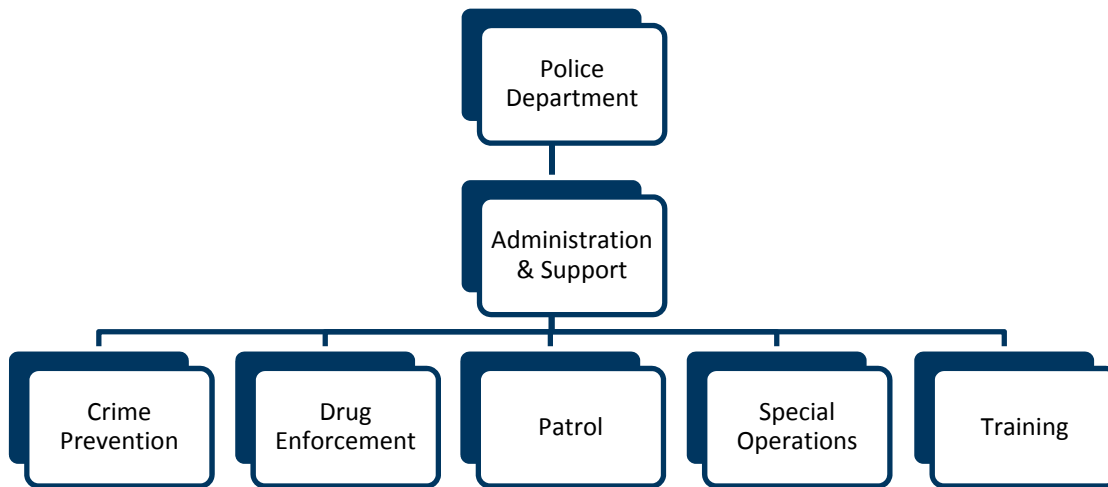 Police
Department
Administration
& Support
Crime
Prevention
Drug
Enforcement
Patrol
Special
Operations
Training